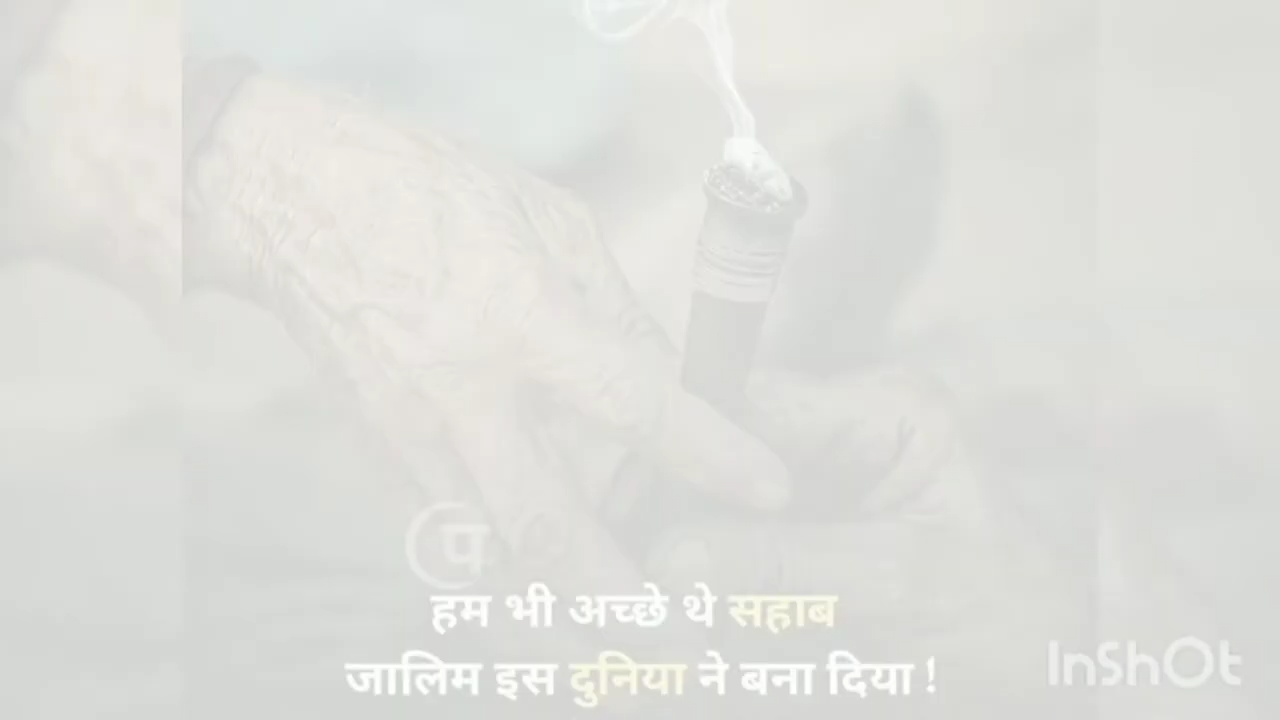 प
हम भी अच्छे थे सहाब
जालिम इस दुनिया ने बना दिया !
InShOt